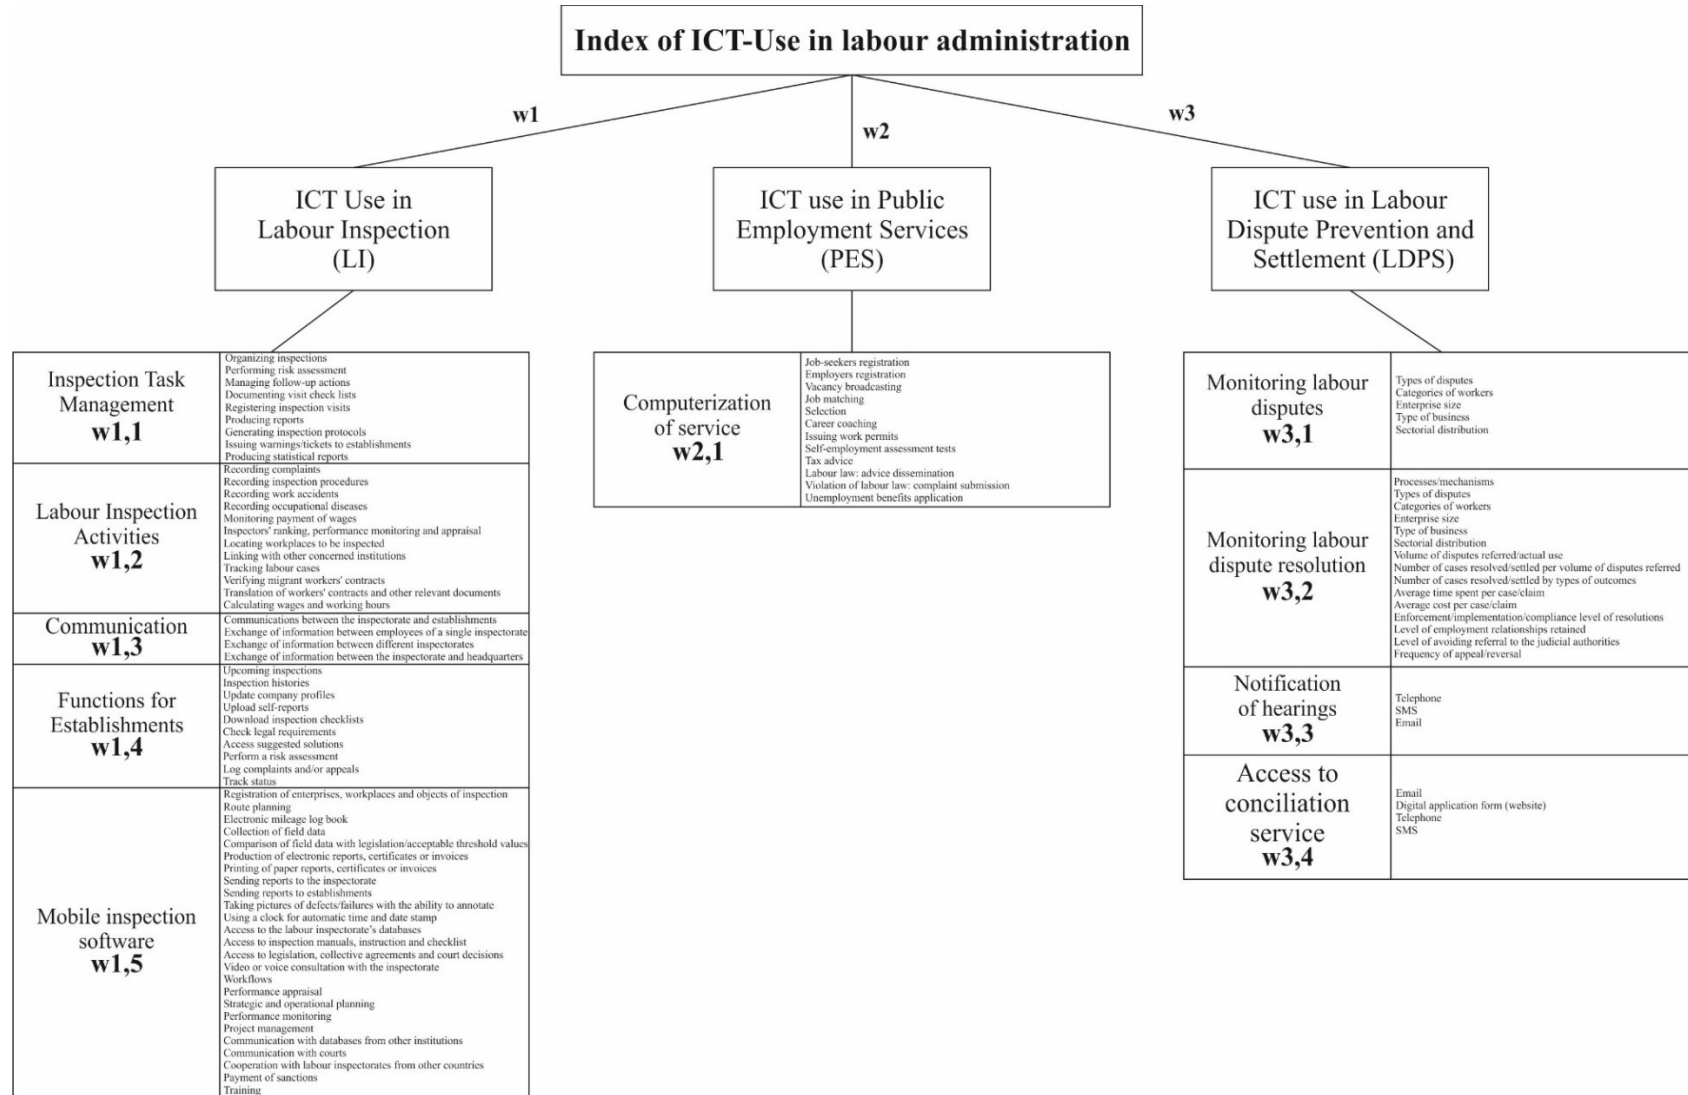 Index of ICT-Use in labour administration
w1
w2
w3
ICT Use in
Labour Inspection
(LI)
ICT use in Public
Employment Services
(PES)
ICT use in Labour
Dispute Prevention and
Settlement (LDPS)
Inspection Task
Management
w1,1
Organizing inspections
Performing risk assessment
Managing follow-up actions
Documenting visit check lists
Registering inspection visits
Producing reports
Generating inspection protocols
Issuing warnings/tickets to establishments
Producing statistical reports
Labour Inspection
Activities
w1,2
Recording complaints
Recording inspection procedures
Recording work accidents
Recording occupational diseases
Monitoring payment of wages
Inspectors' ranking, performance monitoring and appraisal
Locating workplaces to be inspected
Linking with other concerned institutions
Tracking labour cases
Verifying migrant workers' contracts
Translation of workers' contracts and other relevant documents
Calculating wages and working hours
Communication
w1,3
Communications between the inspectorate and establishments
Exchange of information between employees of a single inspectorate
Exchange of information between different inspectorates
Exchange of information between the inspectorate and headquarters
Functions for
Establishments
w1,4
Upcoming inspections
Inspection histories
Update company profiles
Upload self-reports
Download inspection checklists
Check legal requirements
Access suggested solutions
Perform a risk assessment
Log complaints and/or appeals
Track status
Mobile inspection
software
w1,5
Registration of enterprises, workplaces and objects of inspection
Route planning
Electronic mileage log book
Collection of field data
Comparison of field data with legislation/acceptable threshold values
Production of electronic reports, certificates or invoices
Printing of paper reports, certificates or invoices
Sending reports to the inspectorate
Sending reports to establishments
Taking pictures of defects/failures with the ability to annotate
Using a clock for automatic time and date stamp
Access to the labour inspectorate's databases
Access to inspection manuals, instruction and checklist
Access to legislation, collective agreements and court decisions
Video or voice consultation with the inspectorate
Workflows
Performance appraisal
Strategic and operational planning
Performance monitoring
Project management
Communication with databases from other institutions
Communication with courts
Cooperation with labour inspectorates from other countries
Payment of sanctions
Training
Computerization
of service
w2,1
Job-seekers registration
Employers registration
Vacancy broadcasting
Job matching
Selection
Career coaching
Issuing work permits
Self-employment assessment tests
Tax advice
Labour law: advice dissemination
Violation of labour law: complaint submission
Unemployment benefits application
Monitoring labour
disputes
w3,1
Types of disputes
Categories of workers
Enterprise size
Type of business
Sectorial distribution
Monitoring labour
dispute resolution
w3,2
Processes/mechanisms
Types of disputes
Categories of workers
Enterprise size
Type of business
Sectorial distribution
Volume of disputes referred/actual use
Number of cases resolved/settled per volume of disputes referred
Number of cases resolved/settled by types of outcomes
Average time spent per case/claim
Average cost per case/claim
Enforcement/implementation/compliance level of resolutions
Level of employment relationships retained
Level of avoiding referral to the judicial authorities
Frequency of appeal/reversal
Notification
of hearings
w3,3
Telephone
SMS
Email
Access to
conciliation
service
w3,4
Email
Digital application form (website)
Telephone
SMS